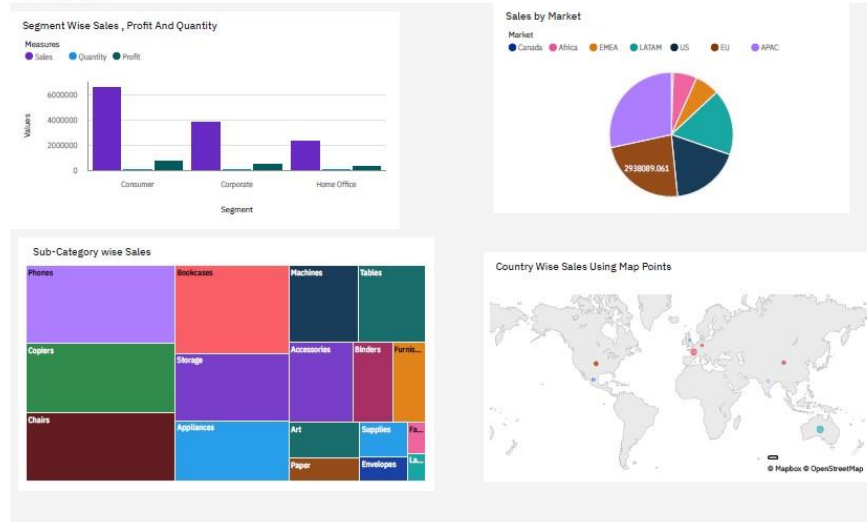 Segment Wise Sales , Profit And Quantity
Measures
Sales Quantity Profit
6000000
4000000
2000000
0
Values
Consumer Corporate Home Office
Segment
Sales by Market
Market
Canada Africa EMEA LATAM US EU APAC
2938089.061
Sub-Category wise Sales
Phones Bookcases Machines Tables
Copiers Storage Accessories Binders Furnis...
Chairs Appliances Art Supplies Fa...
Paper Envelopes La...
Country Wise Sales Using Map Points
© Mapbox © OpenStreetMap